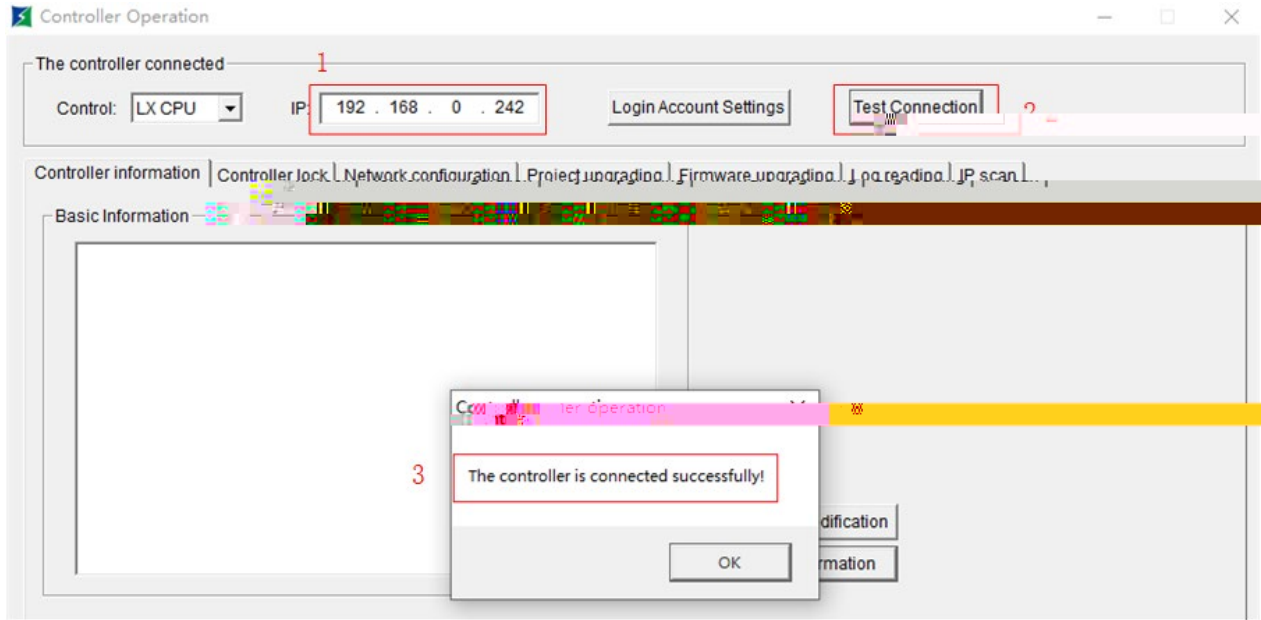 Controller Operation
The controller connected
1
Control: LX CPU IP: 192 . 168 . 0 . 242 Login Account Settings Test Connection 2
Controller information Controller lock Network configuration Project upgrading Firmware upgrading Log reading IP scan
Basic Information
ler operation
3 The controller is connected successfully!
dification
OK rmation